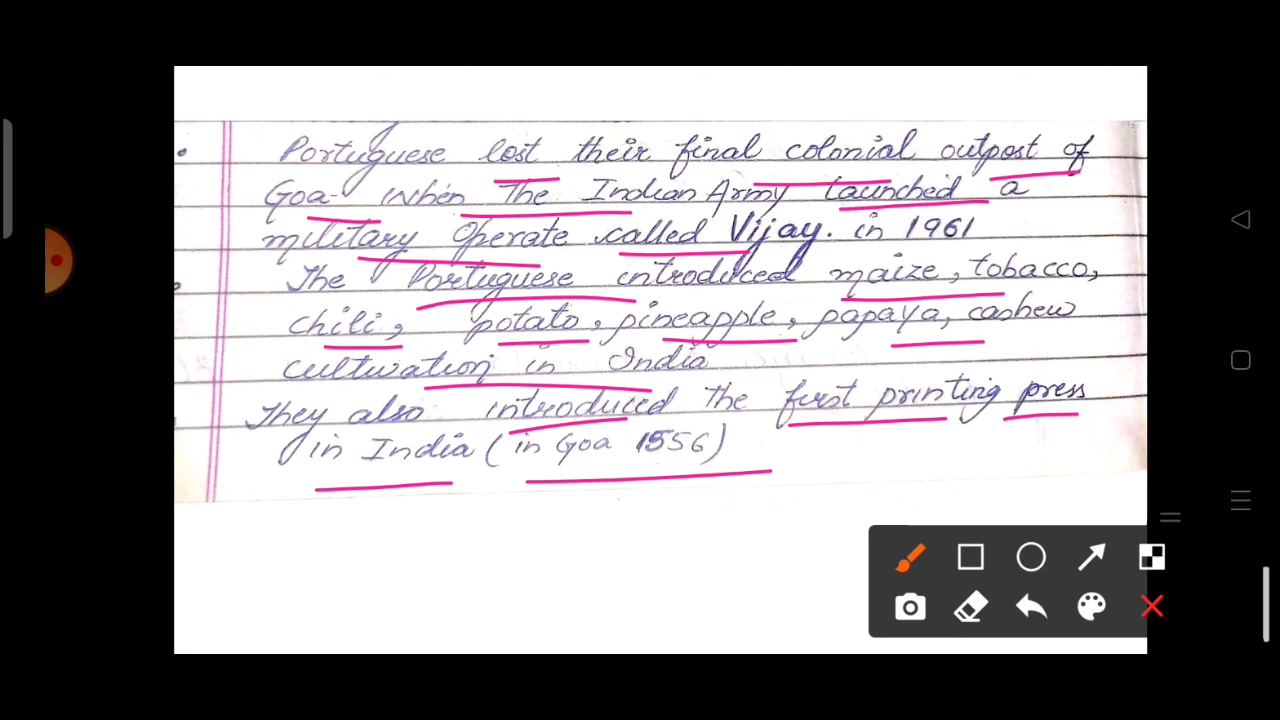 Portuguese lost their final colonial outpost of
Goa- when the Indian Army launched a
military Operate called Vijay. in 1961
The Portuguese introduced maize, tobacco,
chili, potato, pineapple, papaya, cashew
cultivation in India
They also introduced the first printing press
in India (in Goa 1556)